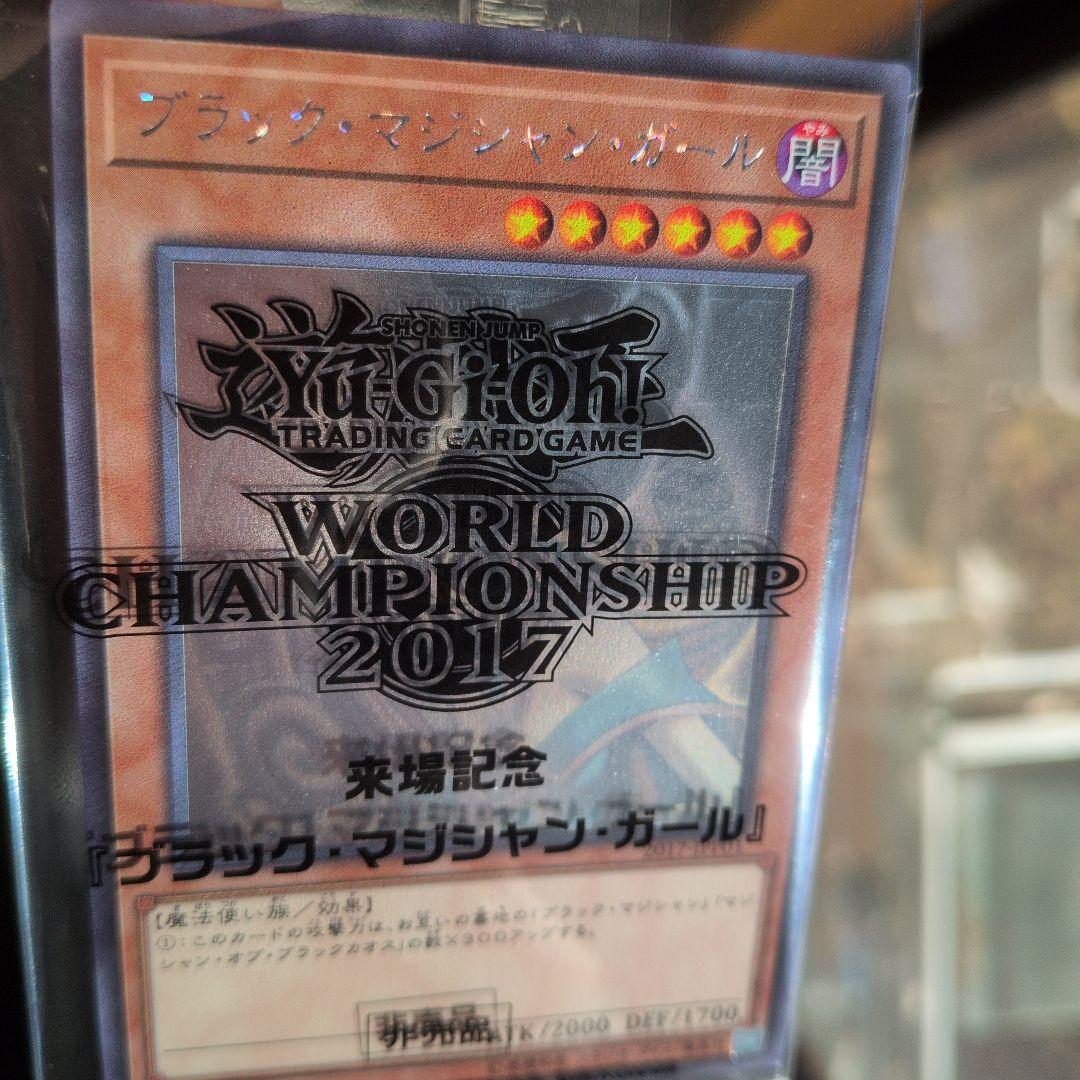 ブラック・マジシャン・ガール
やみ
闇
SHONEN JUMP
Yu-Gi-Oh!
TRADING CARD GAME
WORLD
CHAMPIONSHIP
2017
来場記念
『ブラック・マジシャン・ガール』
【魔法使い族／効果】
①：このカードの攻撃力は、お互いの墓地の「ブラック・マジシャン」「マジ
シャン・オブ・ブラックカオス」の数×300アップする。
非売品
ATK/2000 DEF/1700